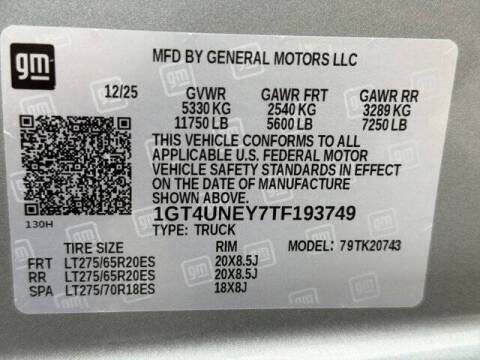 gm
MFD BY GENERAL MOTORS LLC
12/25 GVWR GAWR FRT GAWR RR
5330 KG 2540 KG 3289 KG
11750 LB 5600 LB 7250 LB
THIS VEHICLE CONFORMS TO ALL
APPLICABLE U.S. FEDERAL MOTOR
VEHICLE SAFETY STANDARDS IN EFFECT
ON THE DATE OF MANUFACTURE
SHOWN ABOVE.
1GT4UNEY7TF193749
130H
TYPE: TRUCK
TIRE SIZE RIM MODEL: 79TK20743
FRT LT275/65R20ES 20X8.5J
RR LT275/65R20ES 20X8.5J
SPA LT275/70R18ES 18X8J